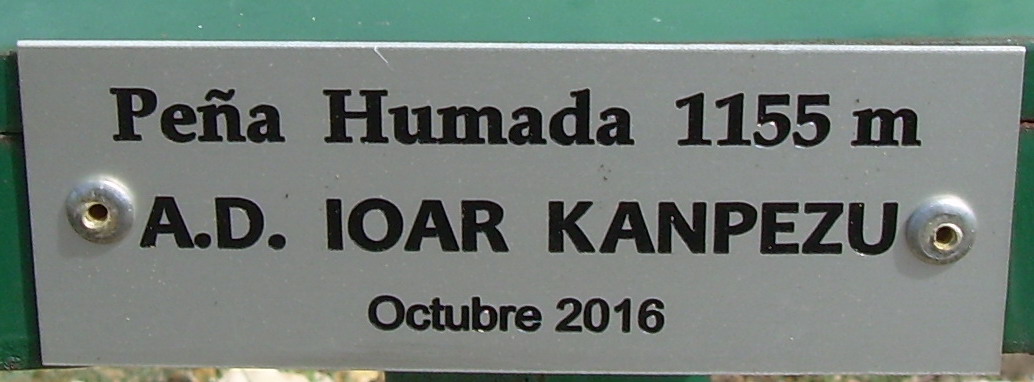 Peña Humada 1155 m
A.D. IOAR KANPEZU
Octubre 2016